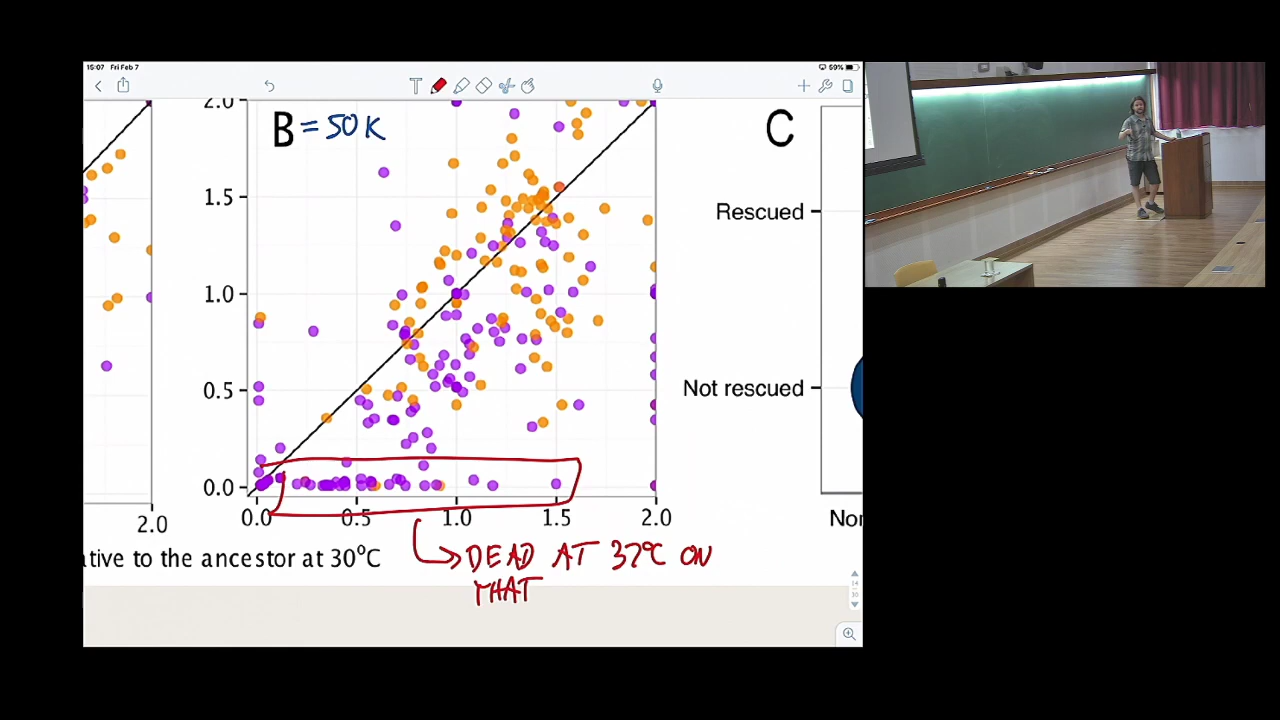 15:07 Fri Feb 7
59%
T
2.0
B = 50 K
C
1.5
Rescued
1.0
0.5
Not rescued
0.0
0.0 0.5 1.0 1.5 2.0
2.0
Nor
ative to the ancestor at 30°C
DEAD AT 37°C ON
THAT